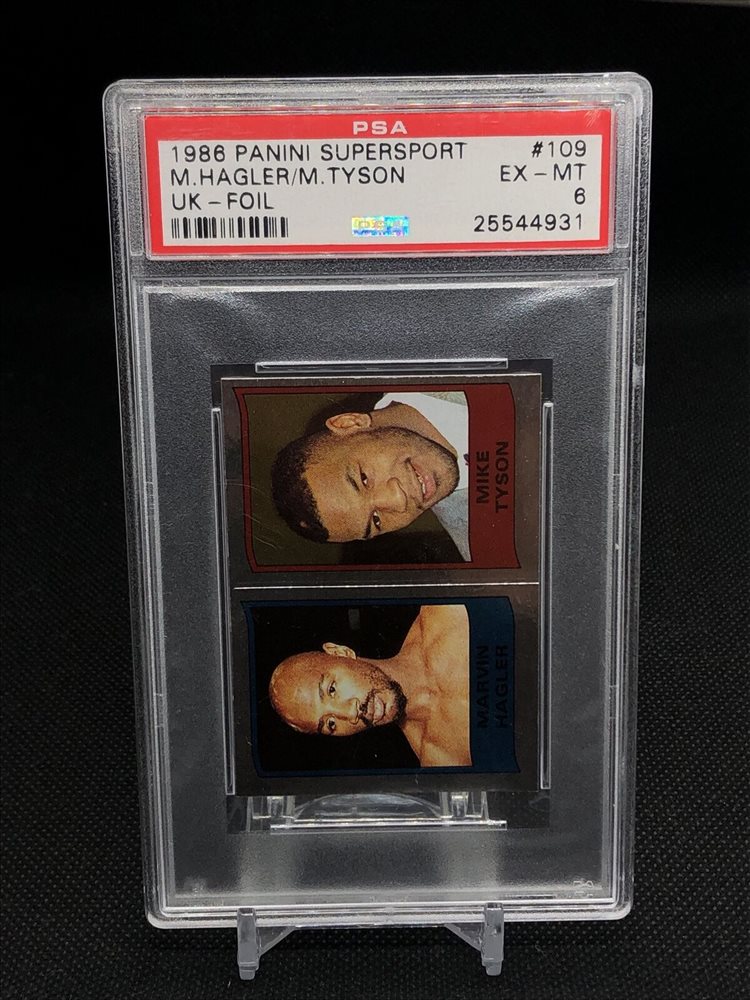 PSA
1986 PANINI SUPERSPORT #109
M.HAGLER/M.TYSON EX - MT
UK - FOIL 6
25544931
MIKE
TYSON
MARVIN
HAGLER